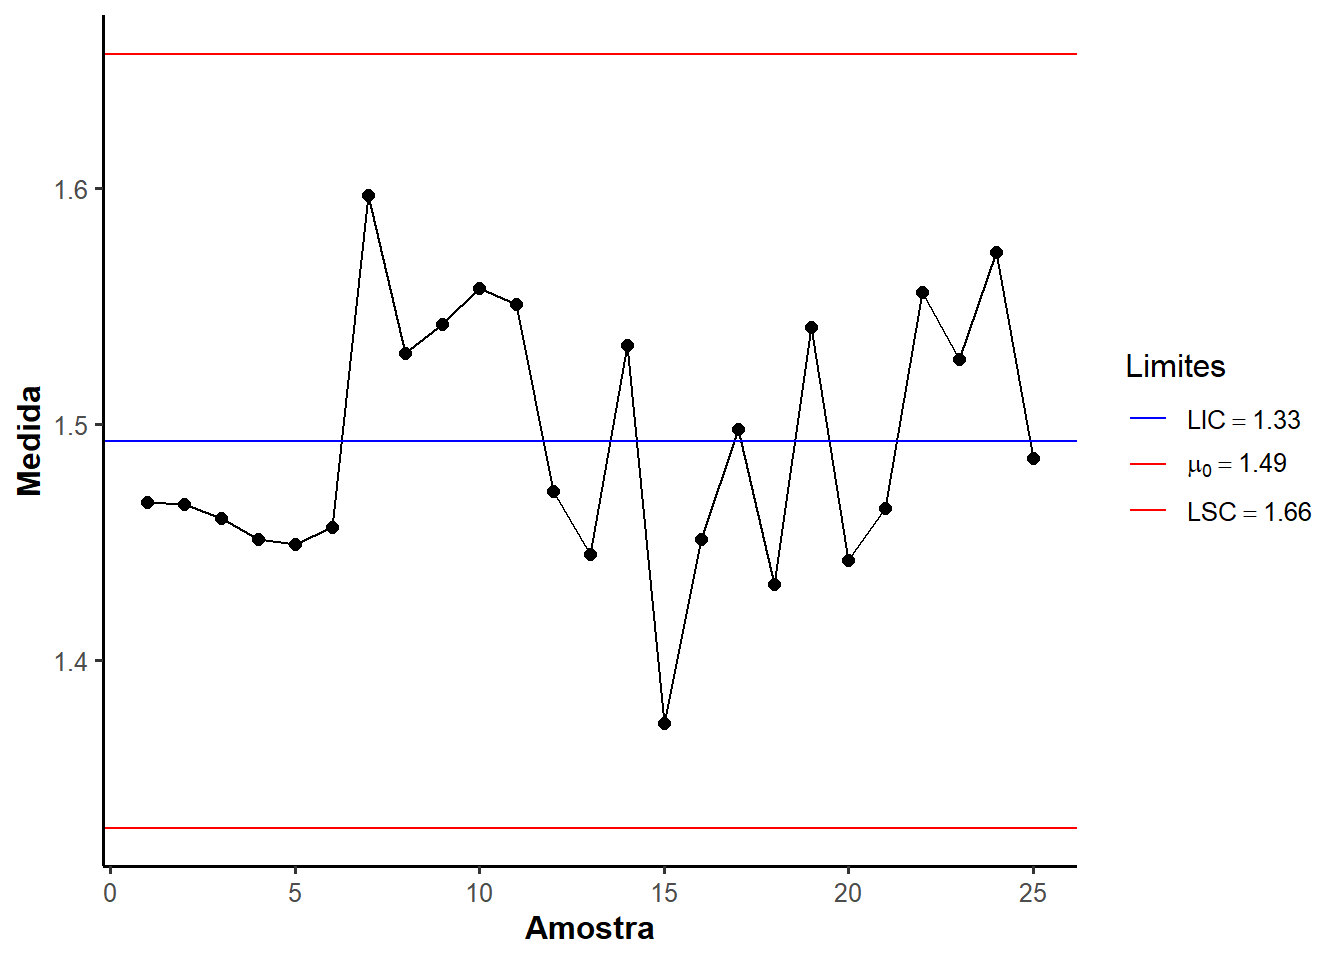 1.6
1.5
1.4
Medida
0 5 10 15 20 25
Amostra
Limites
LIC = 1.33
μ₀ = 1.49
LSC = 1.66